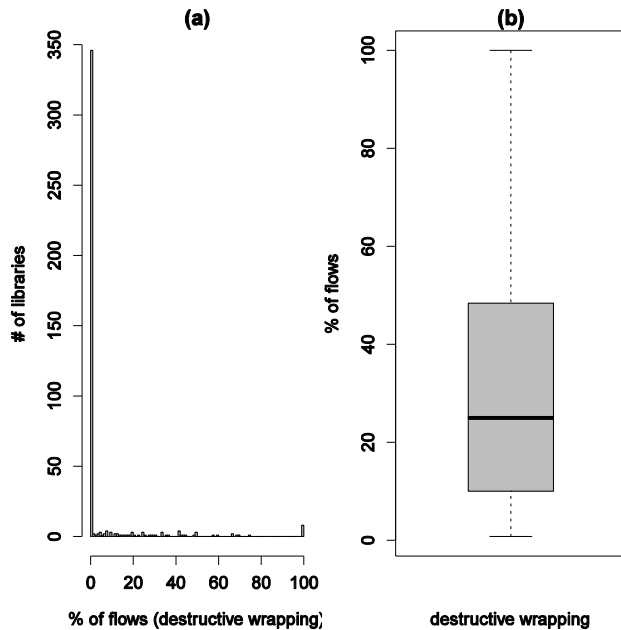 (a)
350
300
250
200
150
100
50
0
# of libraries
0 20 40 60 80 100
% of flows (destructive wrapping)
(b)
100
80
60
40
20
0
% of flows
destructive wrapping